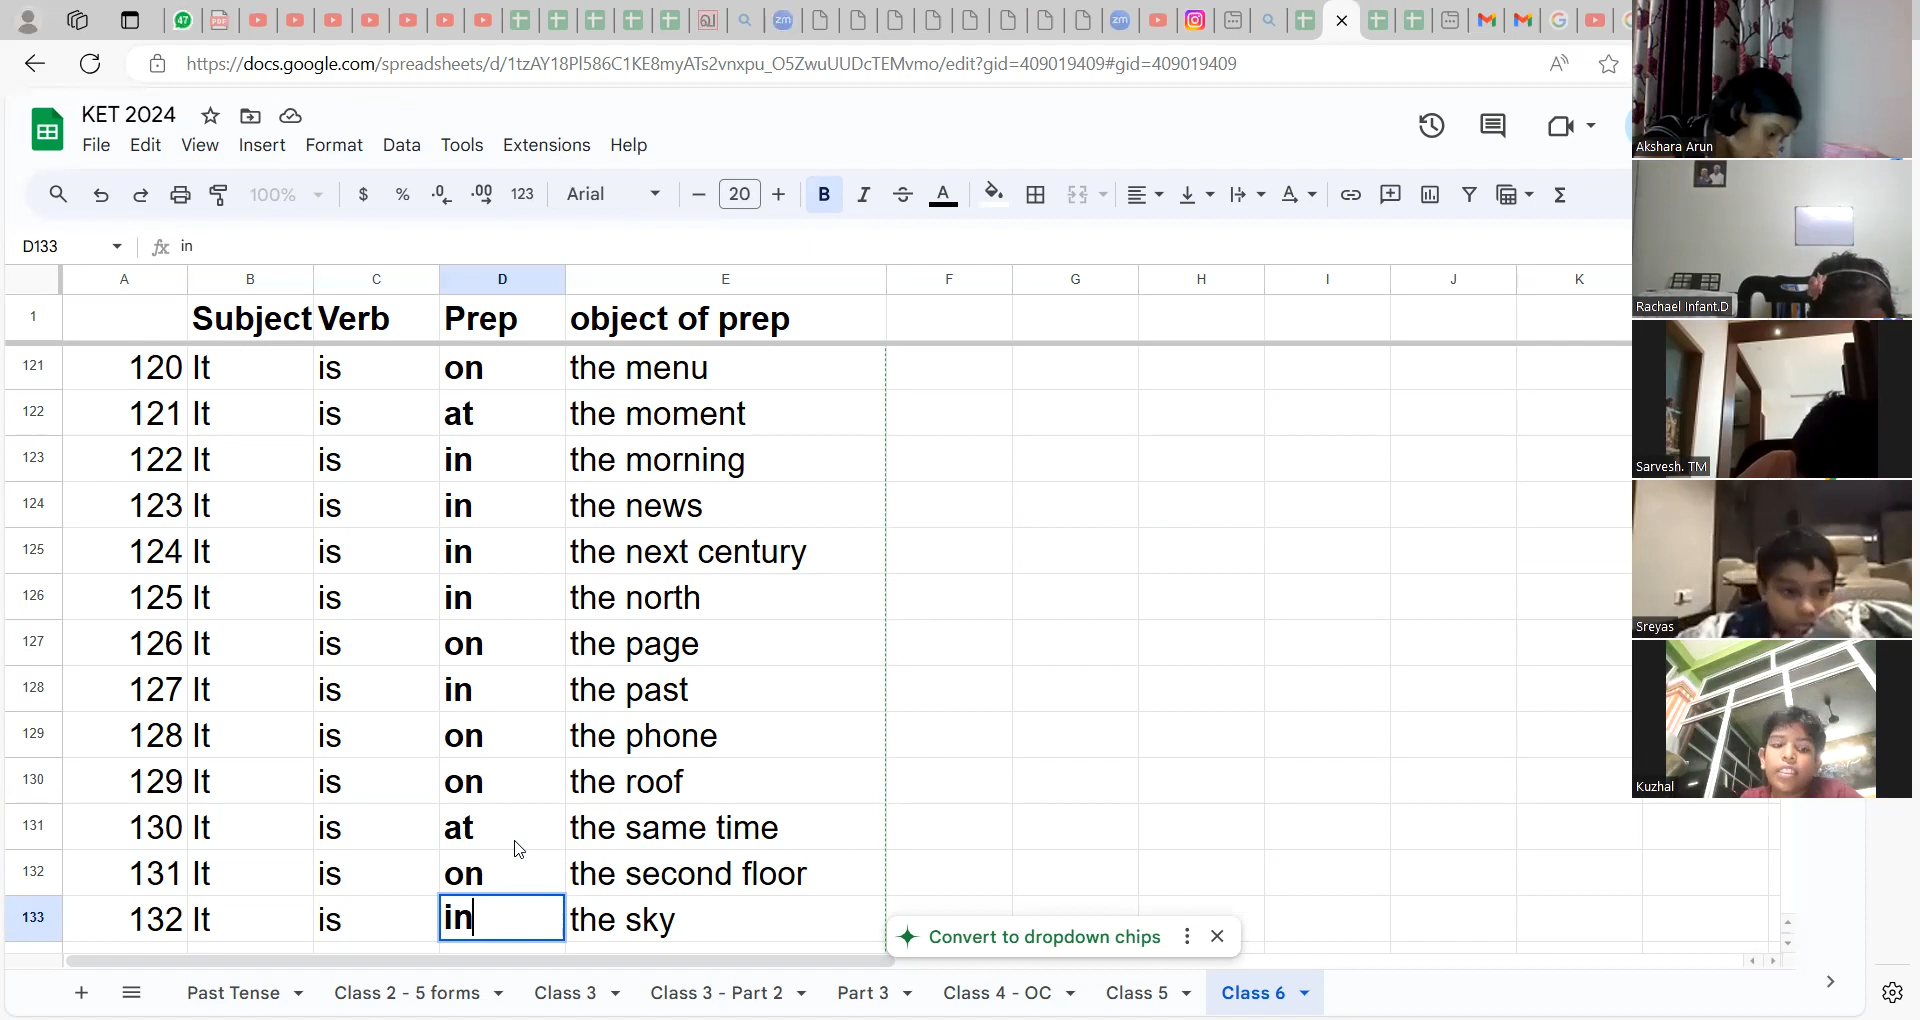 https://docs.google.com/spreadsheets/d/1tzAY18Pl586C1KE8myATs2vnxpu_O5ZwuUUDcTEMvmo/edit?gid=409019409#gid=409019409
KET 2024
File Edit View Insert Format Data Tools Extensions Help
100% $ % .0 .00 123 Arial 20 B I A
D133 fx in
A B C D E F G H I J K
1 Subject Verb Prep object of prep
121 120 It is on the menu
122 121 It is at the moment
123 122 It is in the morning
124 123 It is in the news
125 124 It is in the next century
126 125 It is in the north
127 126 It is on the page
128 127 It is in the past
129 128 It is on the phone
130 129 It is on the roof
131 130 It is at the same time
132 131 It is on the second floor
133 132 It is in the sky
Convert to dropdown chips
Past Tense Class 2 - 5 forms Class 3 Class 3 - Part 2 Part 3 Class 4 - OC Class 5 Class 6
Akshara Arun
Rachael Infant.D
Sarvesh. TM
Sreyas
Kuzhal